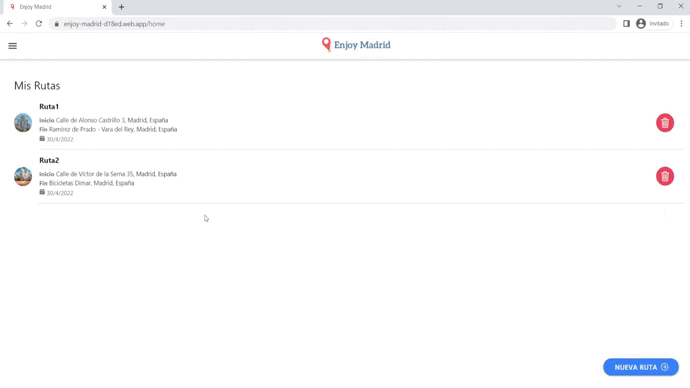 Enjoy Madrid
enjoy-madrid-d18ed.web.app/home
Invitado
Enjoy Madrid
Mis Rutas
Ruta1
Inicio Calle de Alonso Castrillo 3, Madrid, España
Fin Ramírez de Prado - Vara del Rey, Madrid, España
30/4/2022
Ruta2
Inicio Calle de Víctor de la Serna 35, Madrid, España
Fin Bicicletas Dimar, Madrid, España
30/4/2022
NUEVA RUTA